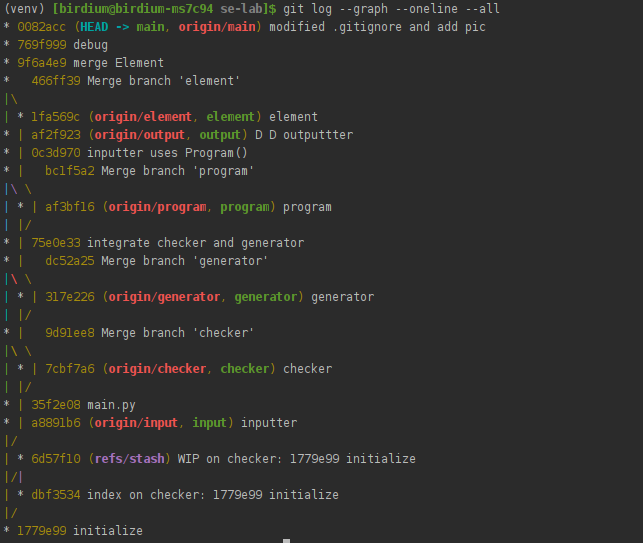 (venv) [birdium@birdium-ms7c94 se-lab]$ git log --graph --oneline --all
* 0082acc (HEAD -> main, origin/main) modified .gitignore and add pic
* 769f999 debug
* 9f6a4e9 merge Element
*   466ff39 Merge branch 'element'
|\
| * 1fa569c (origin/element, element) element
* | af2f923 (origin/output, output) D D outputtter
* | 0c3d970 inputter uses Program()
* |   bc1f5a2 Merge branch 'program'
|\ \
| * | af3bf16 (origin/program, program) program
| |/
* | 75e0e33 integrate checker and generator
* |   dc52a25 Merge branch 'generator'
|\ \
| * | 317e226 (origin/generator, generator) generator
| |/
* |   9d91ee8 Merge branch 'checker'
|\ \
| * | 7cbf7a6 (origin/checker, checker) checker
| |/
* | 35f2e08 main.py
* | a8891b6 (origin/input, input) inputter
|/
| * 6d57f10 (refs/stash) WIP on checker: 1779e99 initialize
|/|
| * dbf3534 index on checker: 1779e99 initialize
|/
* 1779e99 initialize